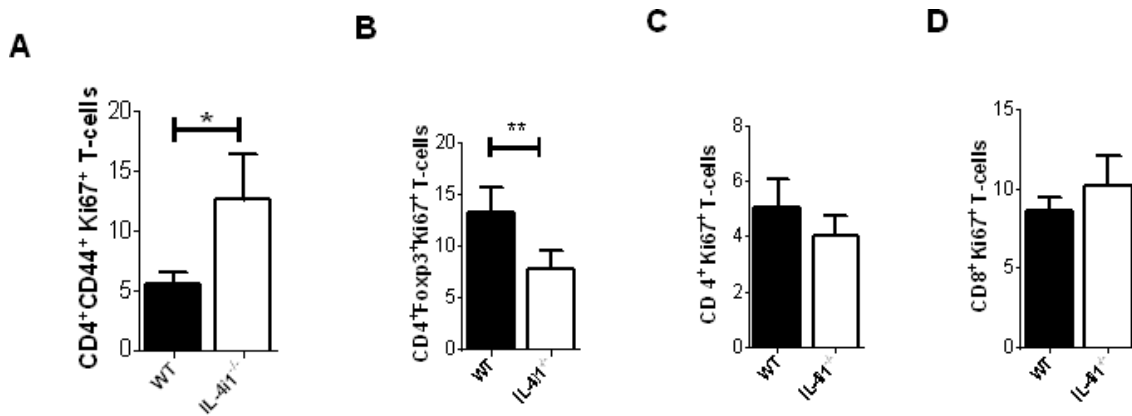 A
CD4⁺CD44⁺ Ki67⁺ T-cells
20
15
10
5
0
*
WT
IL-4i1⁻/⁻
B
CD4⁺Foxp3⁺Ki67⁺T-cells
20
15
10
5
0
**
WT
IL-4i1⁻/⁻
C
CD 4⁺ Ki67⁺ T-cells
8
6
4
2
0
WT
IL-4i1⁻/⁻
D
CD8⁺Ki67⁺ T-cells
15
10
5
0
WT
IL-4i1⁻/⁻